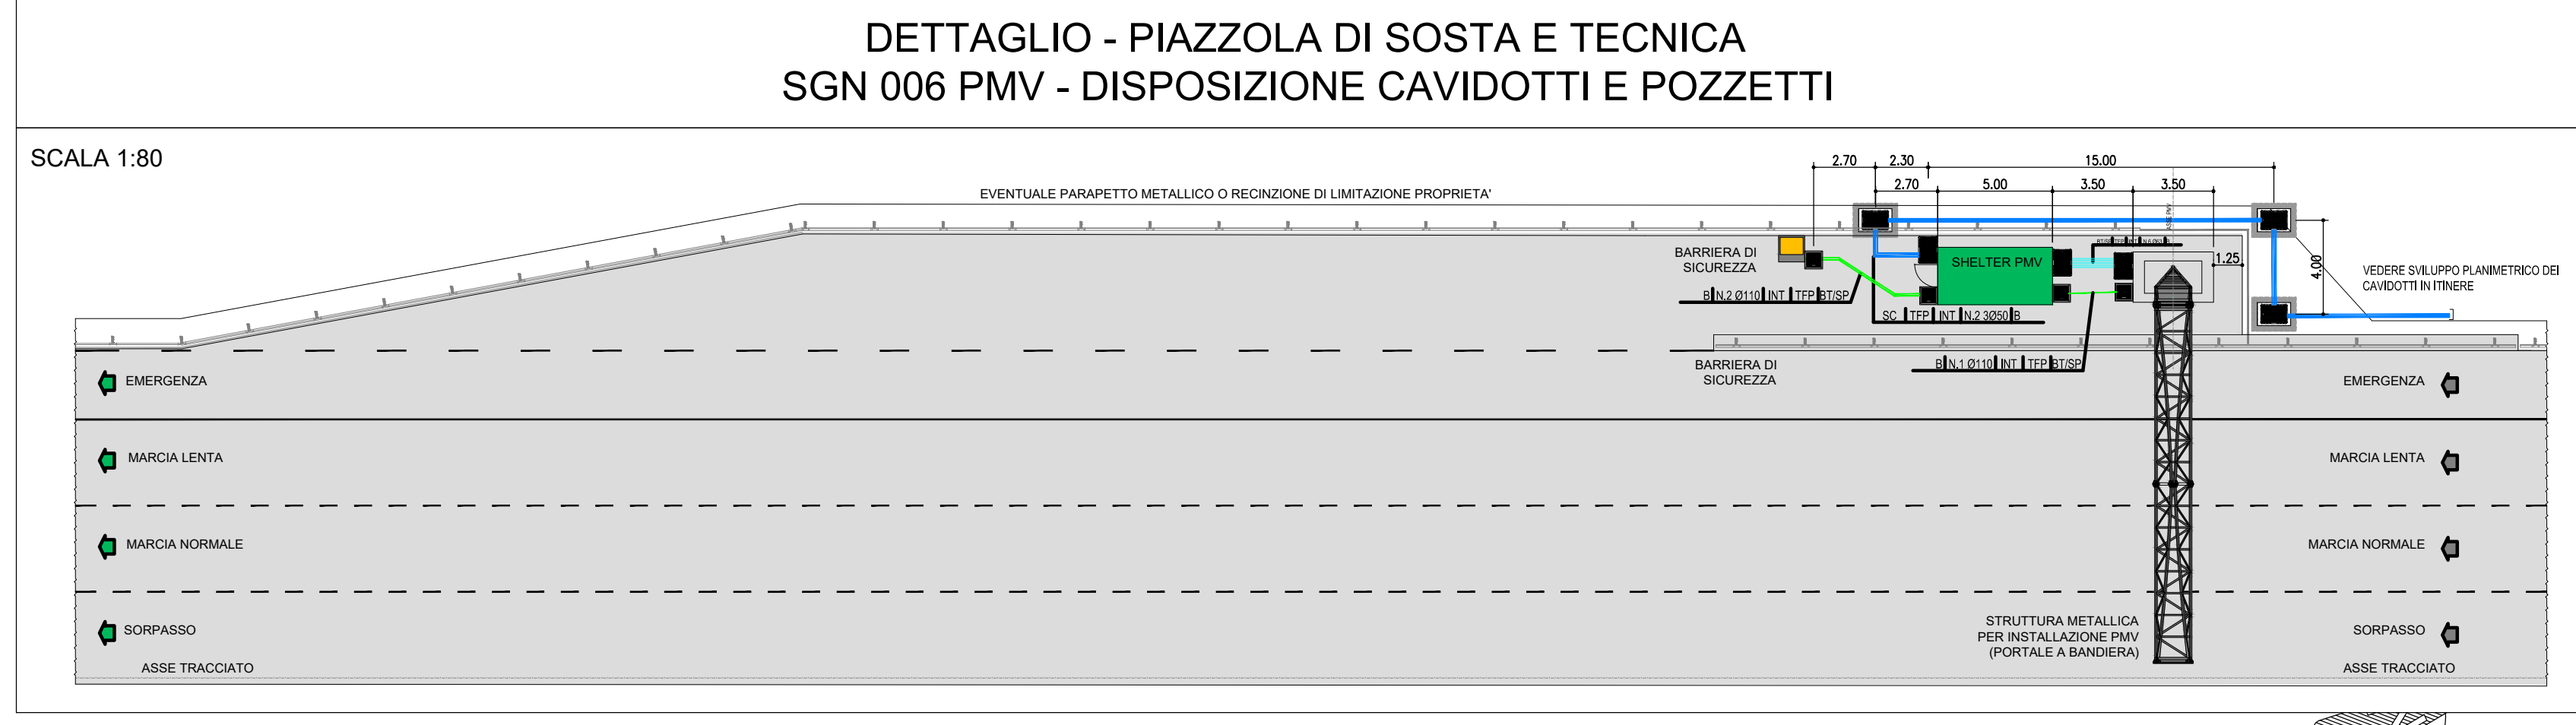 DETTAGLIO - PIAZZOLA DI SOSTA E TECNICA
SGN 006 PMV - DISPOSIZIONE CAVIDOTTI E POZZETTI
SCALA 1:80
2.70
2.30
15.00
2.70
5.00
3.50
3.50
EVENTUALE PARAPETTO METALLICO O RECINZIONE DI LIMITAZIONE PROPRIETA'
ASSE PMV
BARRIERA DI
SICUREZZA
SHELTER PMV
1.25
4.00
VEDERE SVILUPPO PLANIMETRICO DEI
CAVIDOTTI IN ITINERE
B N.2 Ø110 INT TFP BT/SP
SC TFP INT N.2 3Ø50 B
BARRIERA DI
SICUREZZA
B N.1 Ø110 INT TFP BT/SP
EMERGENZA
EMERGENZA
MARCIA LENTA
MARCIA LENTA
MARCIA NORMALE
MARCIA NORMALE
SORPASSO
STRUTTURA METALLICA
PER INSTALLAZIONE PMV
(PORTALE A BANDIERA)
SORPASSO
ASSE TRACCIATO
ASSE TRACCIATO